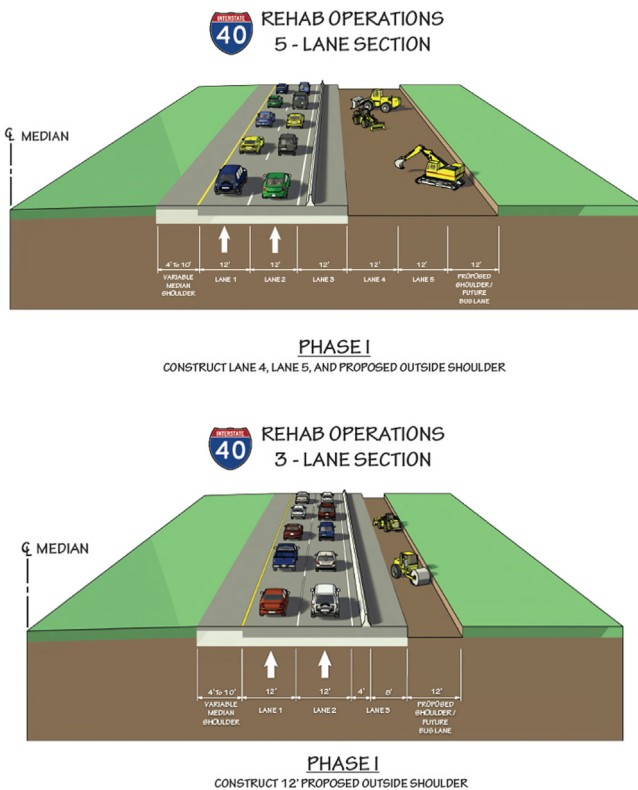 INTERSTATE
40
REHAB OPERATIONS
5 - LANE SECTION
℄ MEDIAN
4' TO 10'
12'
12'
12'
12'
12'
12'
VARIABLE
MEDIAN
SHOULDER
LANE 1
LANE 2
LANE 3
LANE 4
LANE 5
PROPOSED
SHOULDER /
FUTURE
BUS LANE
PHASE I
CONSTRUCT LANE 4, LANE 5, AND PROPOSED OUTSIDE SHOULDER
INTERSTATE
40
REHAB OPERATIONS
3 - LANE SECTION
℄ MEDIAN
4' TO 10'
12'
12'
4'
8'
12'
VARIABLE
MEDIAN
SHOULDER
LANE 1
LANE 2
LANE 3
PROPOSED
SHOULDER /
FUTURE
BUS LANE
PHASE I
CONSTRUCT 12' PROPOSED OUTSIDE SHOULDER